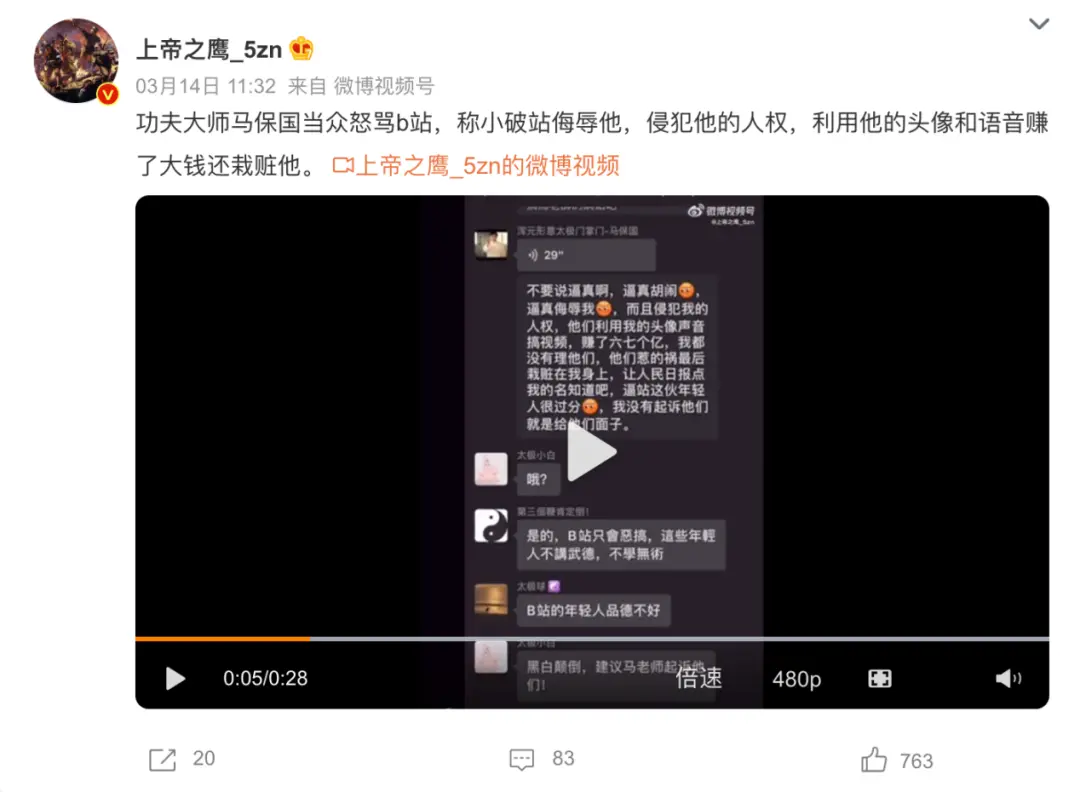 上帝之鹰_5zn
03月14日 11:32 来自 微博视频号
功夫大师马保国当众怒骂b站，称小破站侮辱他，侵犯他的人权，利用他的头像和语音赚
了大钱还栽赃他。 上帝之鹰_5zn的微博视频
微博视频号
@上帝之鹰_5zn
浑元形意太极门掌门-马保国
29"
不要说逼真啊，逼真胡闹😡，
逼真侮辱我😡，而且侵犯我的
人权，他们利用我的头像声音
搞视频，赚了六七个亿，我都
没有理他们，他们惹的祸最后
栽赃在我身上，让人民日报点
我的名知道吧，逼站这伙年轻
人很过分😡，我没有起诉他们
就是给他们面子。
太极小白
哦?
第三個鞭肯定倒!
是的，B站只會惡搞，這些年輕
人不講武德，不學無術
太极球
B站的年轻人品德不好
太极小白
黑白颠倒，建议马老师起诉他
们!
0:05/0:28
倍速
480p
20
83
763